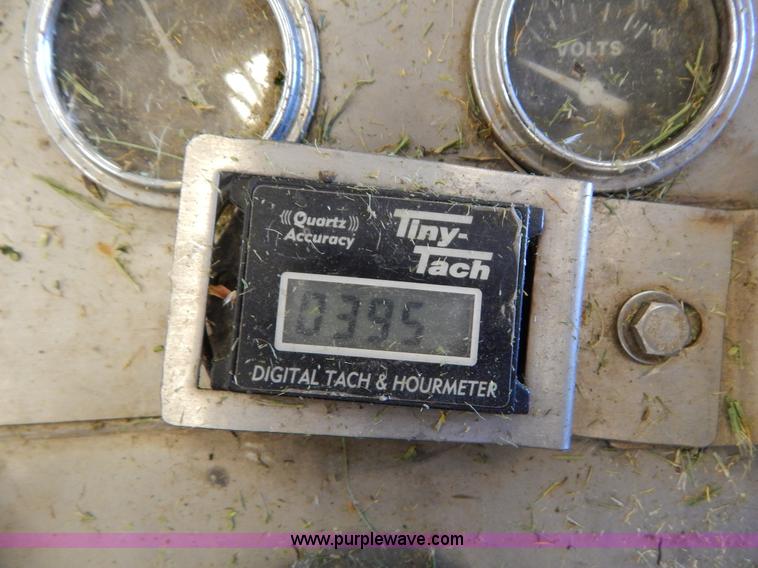 VOLTS
(((Quartz)))
Accuracy
Tiny-
Tach
0395
DIGITAL TACH & HOURMETER
www.purplewave.com